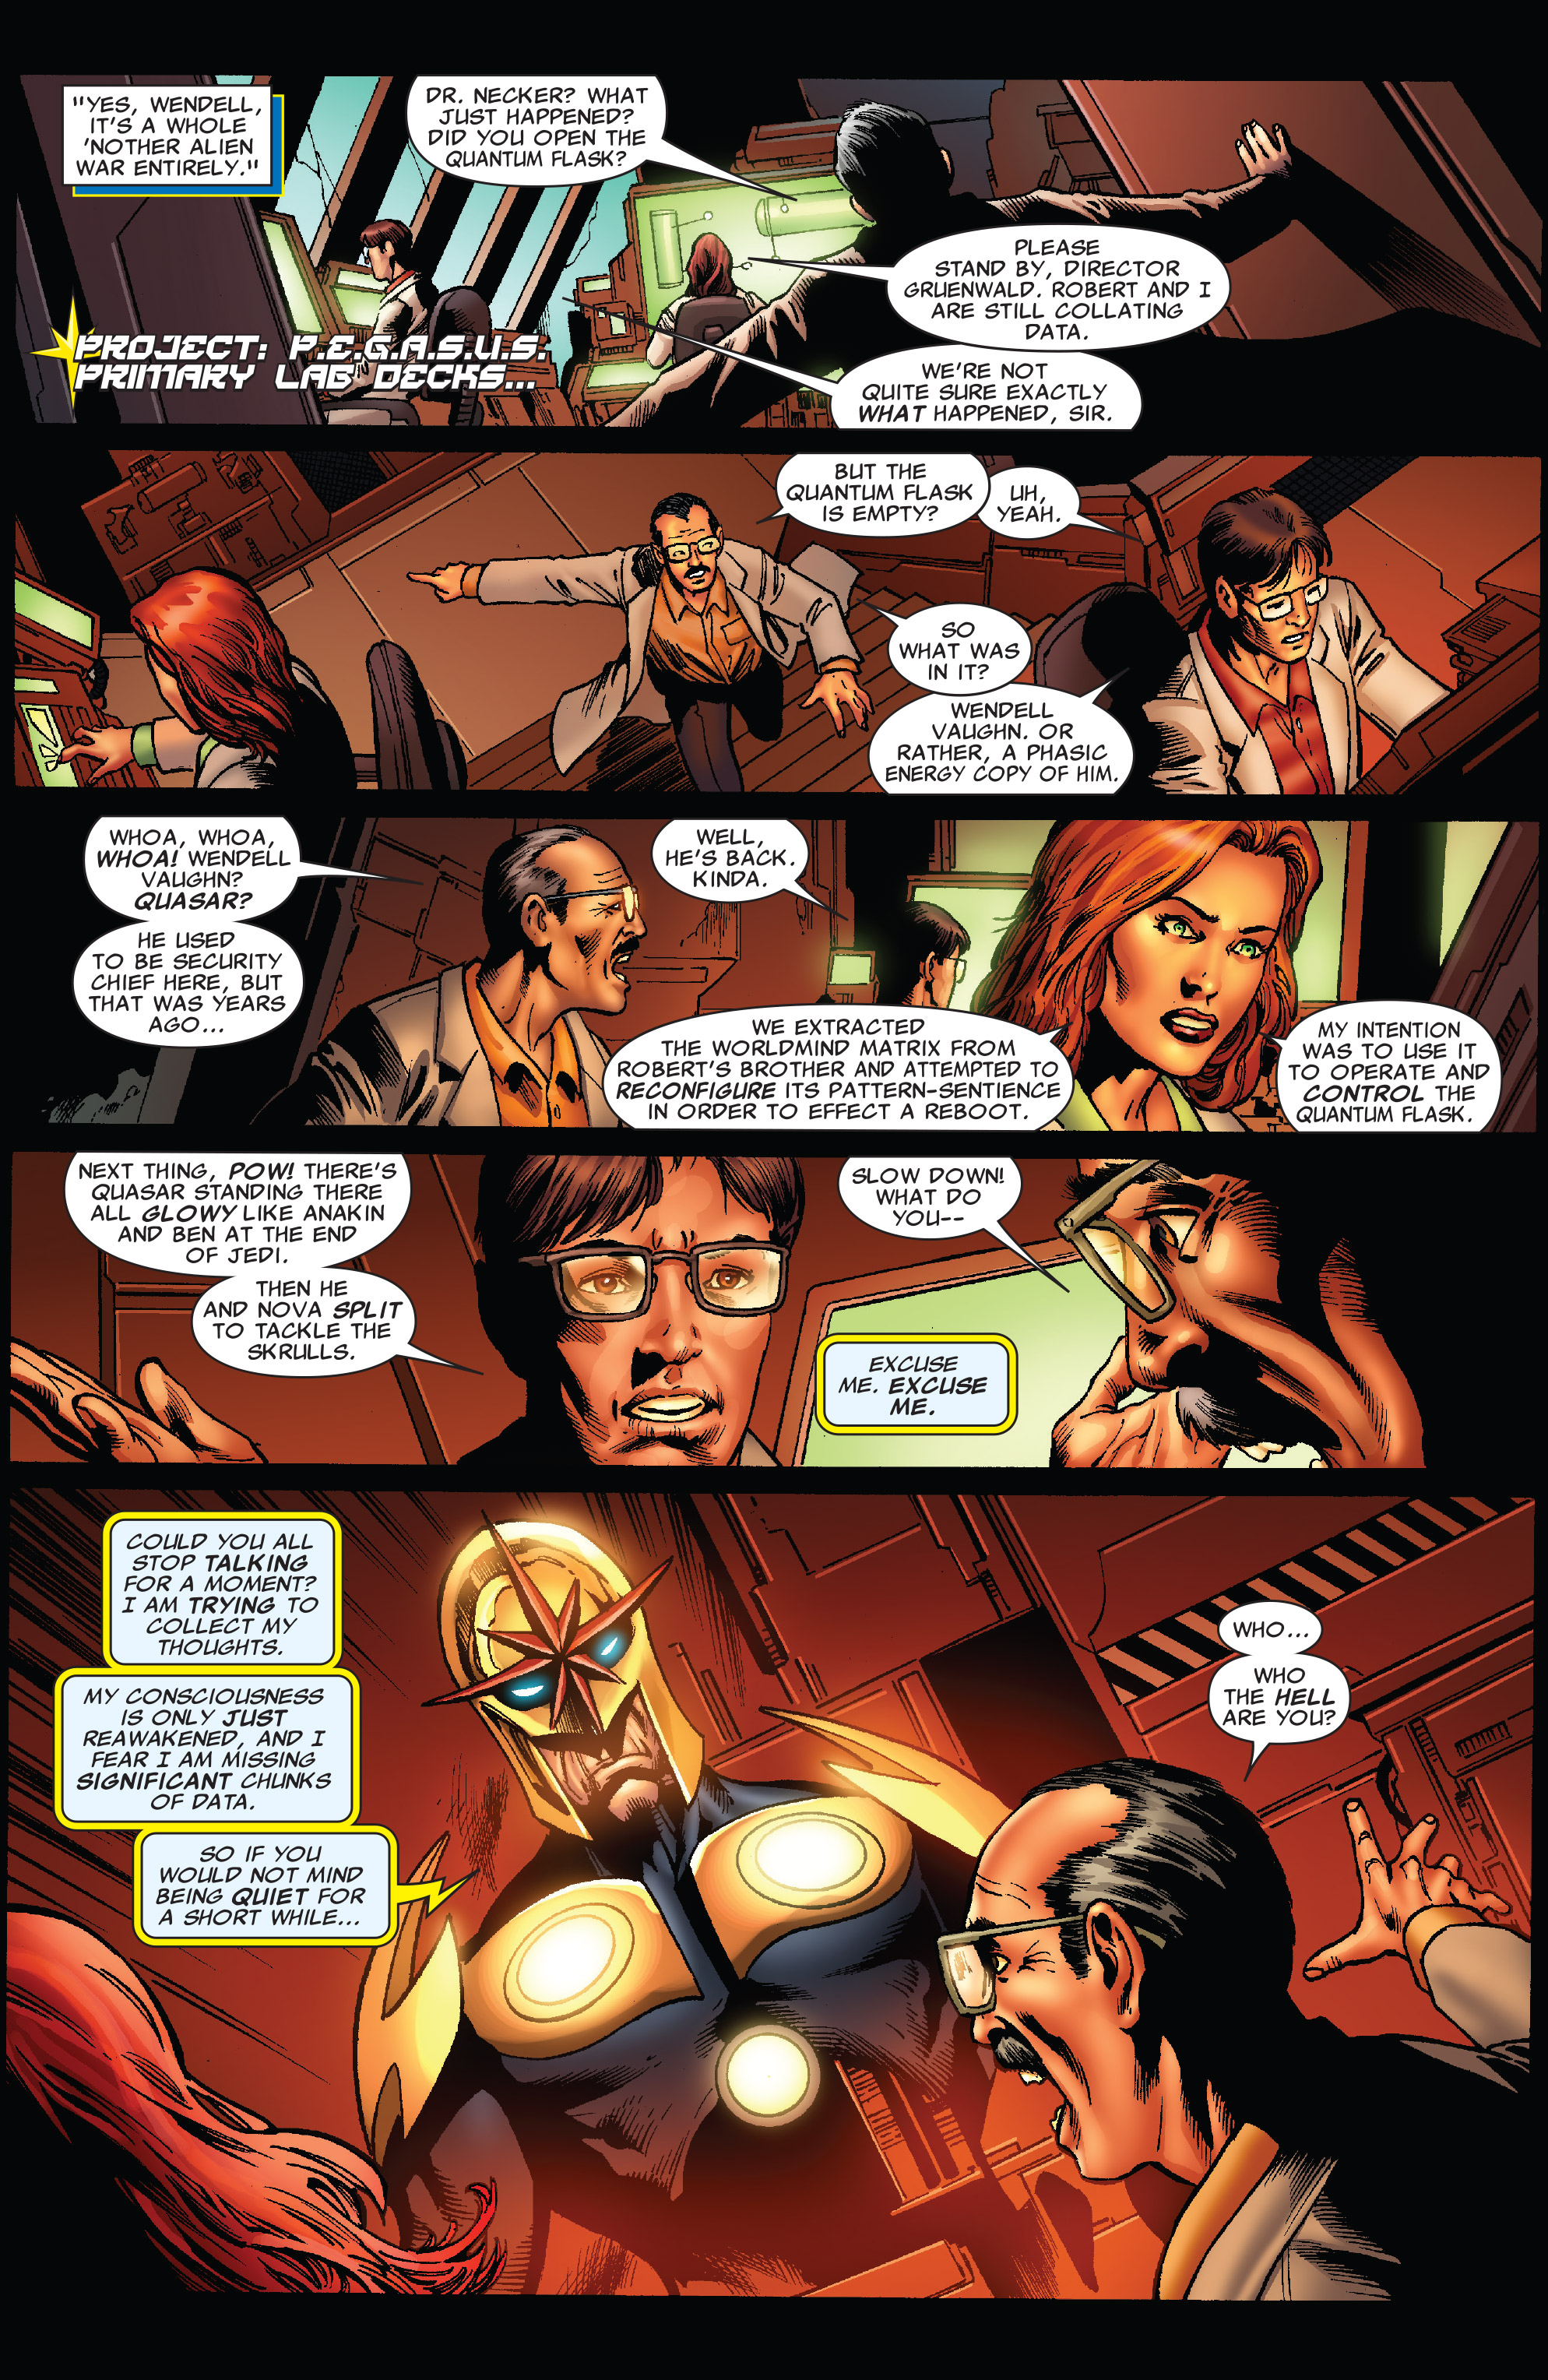 "YES, WENDELL,
IT'S A WHOLE
'NOTHER ALIEN
WAR ENTIRELY."
DR. NECKER? WHAT
JUST HAPPENED?
DID YOU OPEN THE
QUANTUM FLASK?
PLEASE
STAND BY, DIRECTOR
GRUENWALD. ROBERT AND I
ARE STILL COLLATING
DATA.
PROJECT: P.E.G.A.S.U.S.
PRIMARY LAB DECKS...
WE'RE NOT
QUITE SURE EXACTLY
WHAT HAPPENED, SIR.
BUT THE
QUANTUM FLASK
IS EMPTY?
UH,
YEAH.
SO
WHAT WAS
IN IT?
WENDELL
VAUGHN. OR
RATHER, A PHASIC
ENERGY COPY OF HIM.
WHOA, WHOA,
WHOA! WENDELL
VAUGHN?
QUASAR?
HE USED
TO BE SECURITY
CHIEF HERE, BUT
THAT WAS YEARS
AGO...
WELL,
HE'S BACK.
KINDA.
WE EXTRACTED
THE WORLDMIND MATRIX FROM
ROBERT'S BROTHER AND ATTEMPTED TO
RECONFIGURE ITS PATTERN-SENTIENCE
IN ORDER TO EFFECT A REBOOT.
MY INTENTION
WAS TO USE IT
TO OPERATE AND
CONTROL THE
QUANTUM FLASK.
NEXT THING, POW! THERE'S
QUASAR STANDING THERE
ALL GLOWY LIKE ANAKIN
AND BEN AT THE END
OF JEDI.
THEN HE
AND NOVA SPLIT
TO TACKLE THE
SKRULLS.
SLOW DOWN!
WHAT DO
YOU--
EXCUSE
ME. EXCUSE
ME.
COULD YOU ALL
STOP TALKING
FOR A MOMENT?
I AM TRYING TO
COLLECT MY
THOUGHTS.
MY CONSCIOUSNESS
IS ONLY JUST
REAWAKENED, AND I
FEAR I AM MISSING
SIGNIFICANT CHUNKS
OF DATA.
SO IF YOU
WOULD NOT MIND
BEING QUIET FOR
A SHORT WHILE...
WHO...
WHO
THE HELL
ARE YOU?